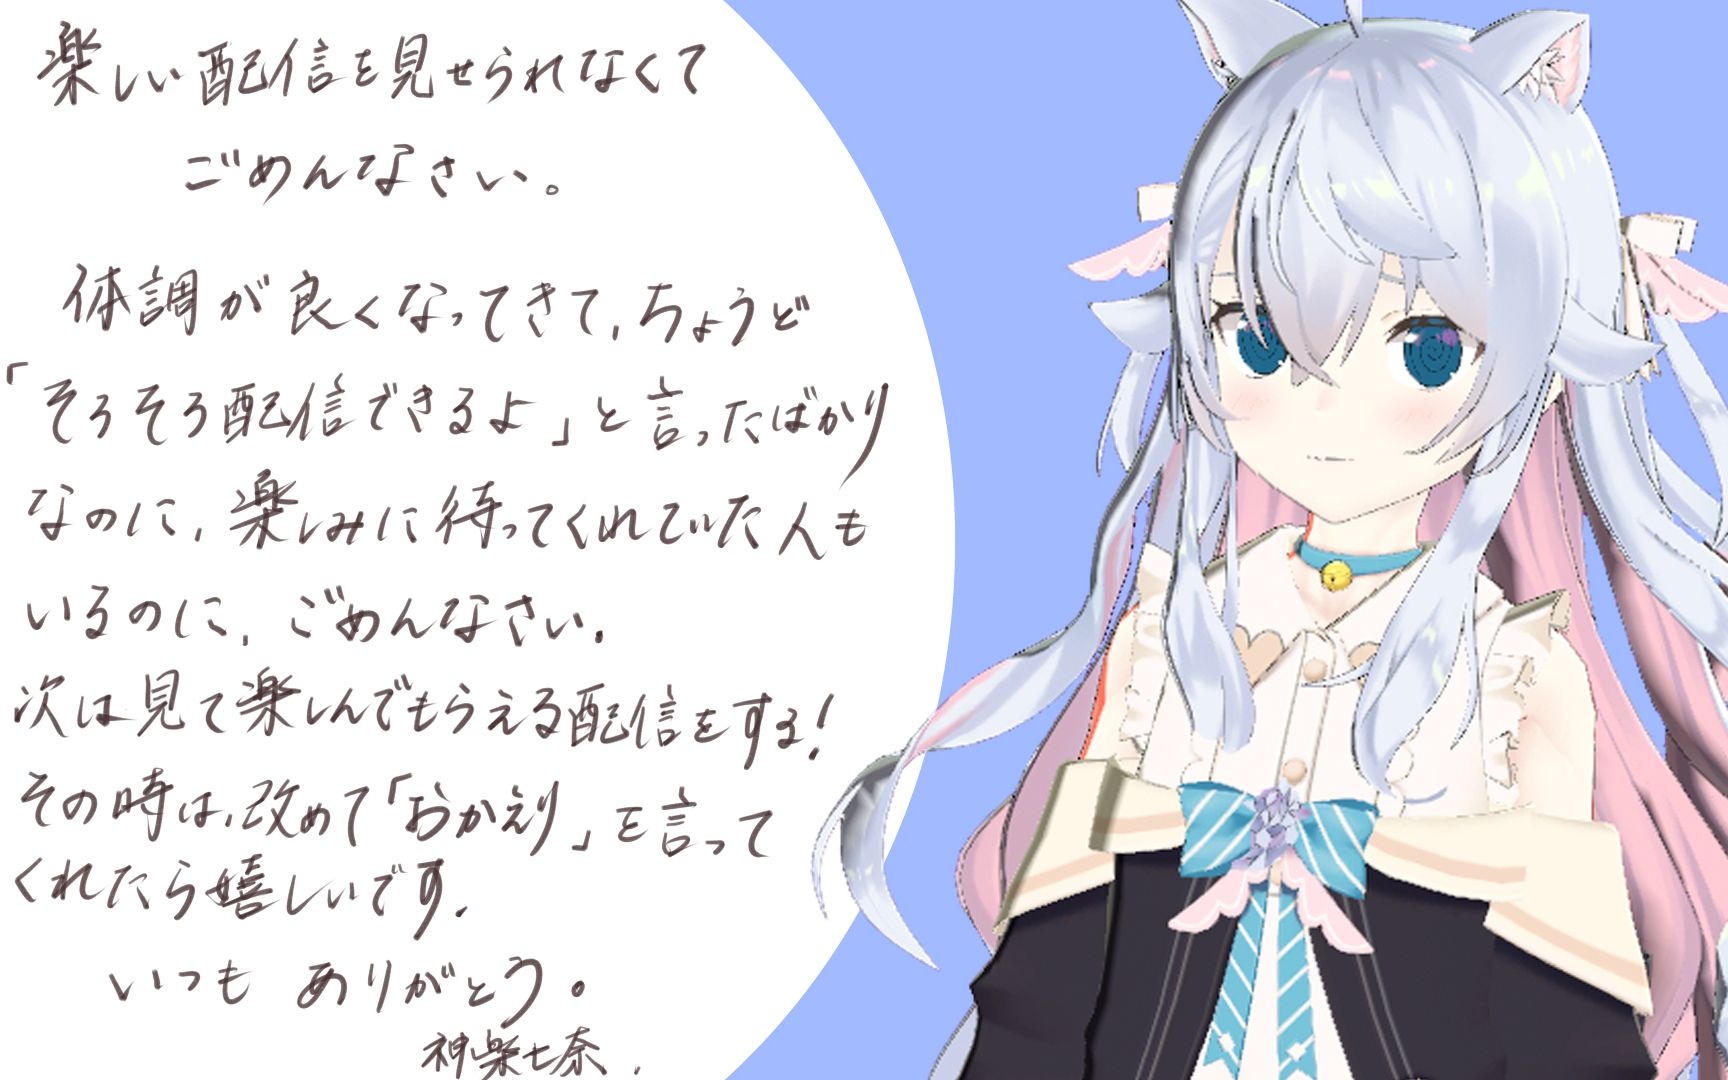 楽しい配信を見せられなくて
ごめんなさい。
体調が良くなってきて、ちょうど
「そろそろ配信できるよ」と言ったばかり
なのに、楽しみに待ってくれていた人も
いるのに、ごめんなさい。
次は見て楽しんでもらえる配信をする!
その時は、改めて「おかえり」を言って
くれたら嬉しいです。
いつも ありがとう。
神楽七奈.